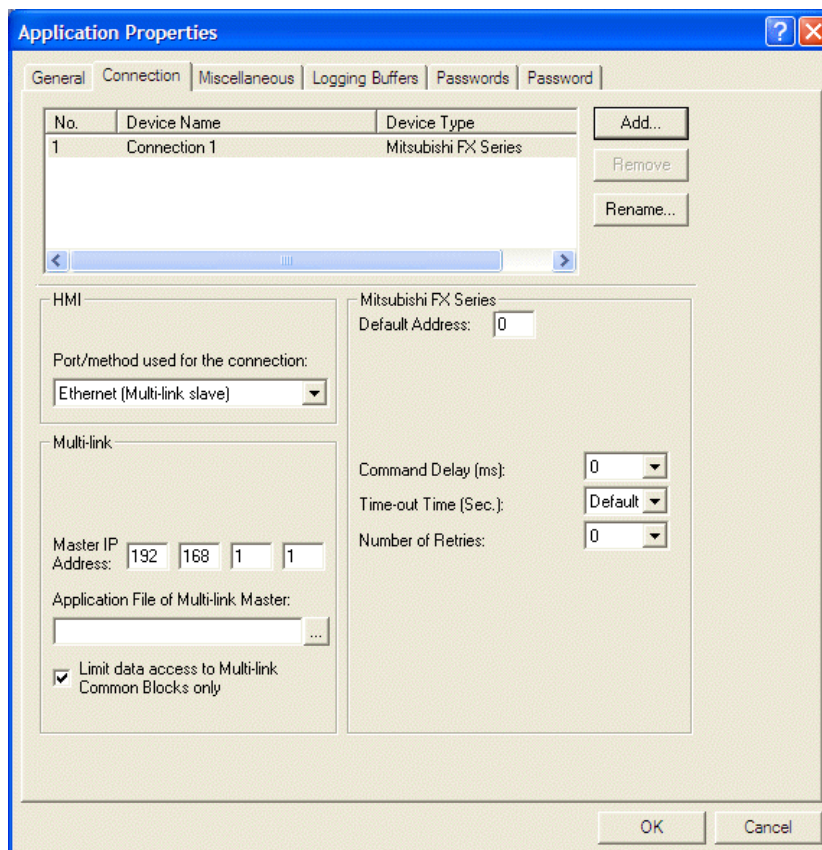 Application Properties
General Connection Miscellaneous Logging Buffers Passwords Password
No. Device Name Device Type
1 Connection 1 Mitsubishi FX Series
Add...
Remove
Rename...
HMI
Port/method used for the connection:
Ethernet (Multi-link slave)
Multi-link
Master IP
Address: 192 168 1 1
Application File of Multi-link Master:
...
Limit data access to Multi-link
Common Blocks only
Mitsubishi FX Series
Default Address: 0
Command Delay (ms): 0
Time-out Time (Sec.): Default
Number of Retries: 0
OK Cancel